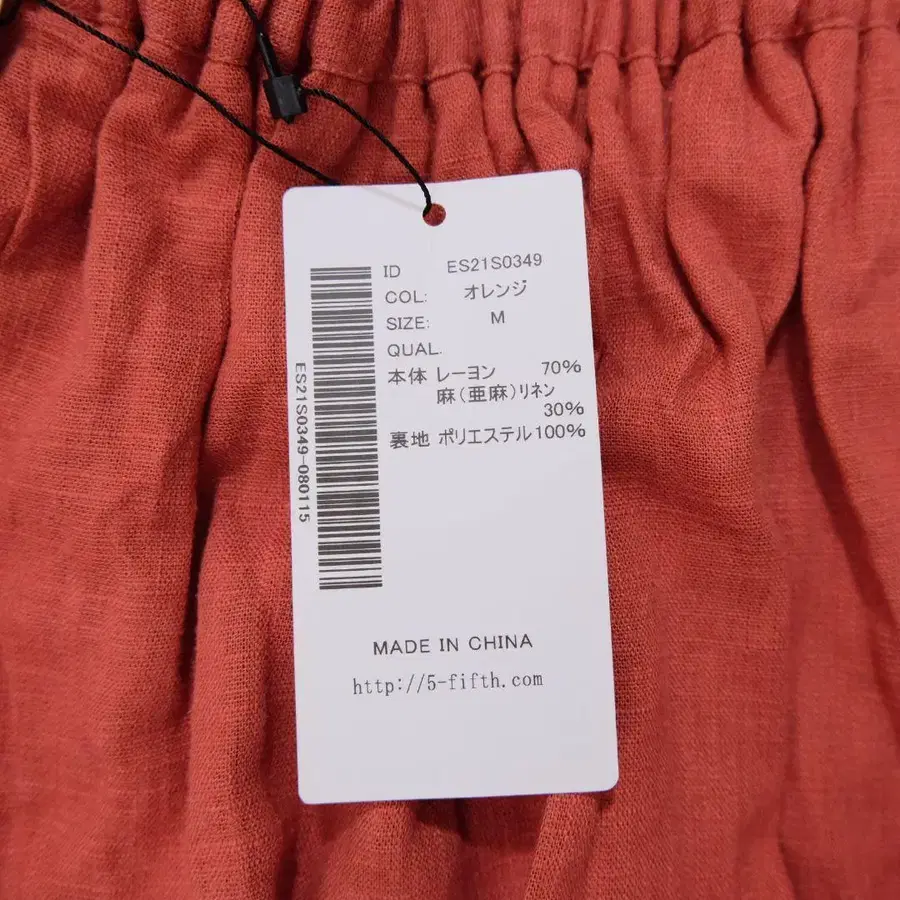 ID ES21S0349
COL: オレンジ
SIZE: M
QUAL.
本体 レーヨン 70%
麻(亜麻)リネン
30%
裏地 ポリエステル100%
ES21S0349-080115
MADE IN CHINA
http://5-fifth.com